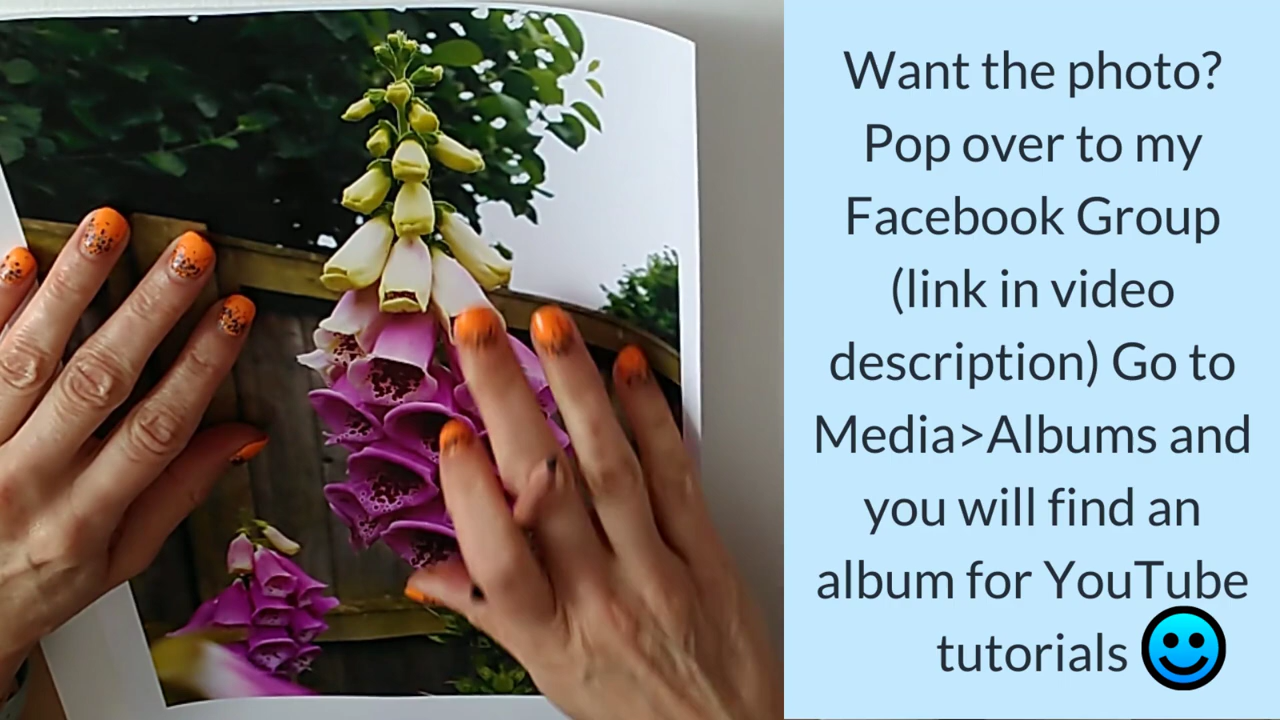 Want the photo?
Pop over to my
Facebook Group
(link in video
description) Go to
Media>Albums and
you will find an
album for YouTube
tutorials